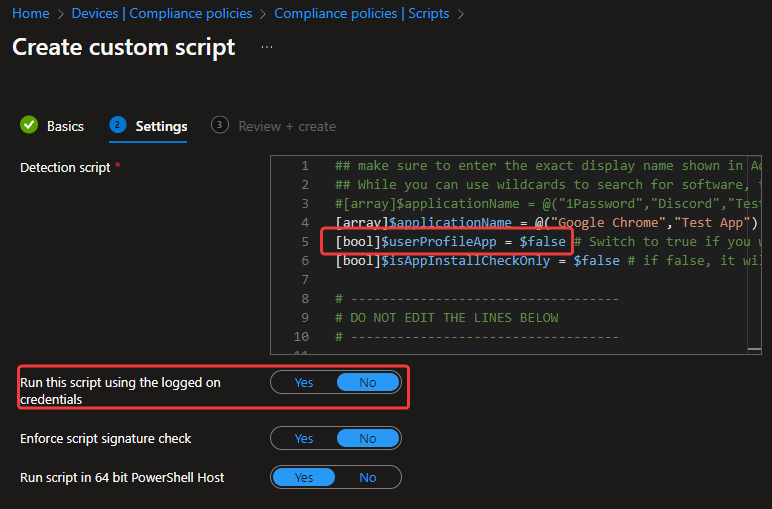 Home > Devices | Compliance policies > Compliance policies | Scripts >
Create custom script ...
Basics
2 Settings
3 Review + create
Detection script *
1 ## make sure to enter the exact display name shown in
2 ## While you can use wildcards to search for software,
3 #[array]$applicationName = @("1Password","Discord",
4 [array]$applicationName = @("Google Chrome","Test App")
5 [bool]$userProfileApp = $false # Switch to true if you
6 [bool]$isAppInstallCheckOnly = $false # if false, it
7
8 # -----------------------------------
9 # DO NOT EDIT THE LINES BELOW
10 # -----------------------------------
11
Run this script using the logged on
credentials
Yes No
Enforce script signature check
Yes No
Run script in 64 bit PowerShell Host
Yes No